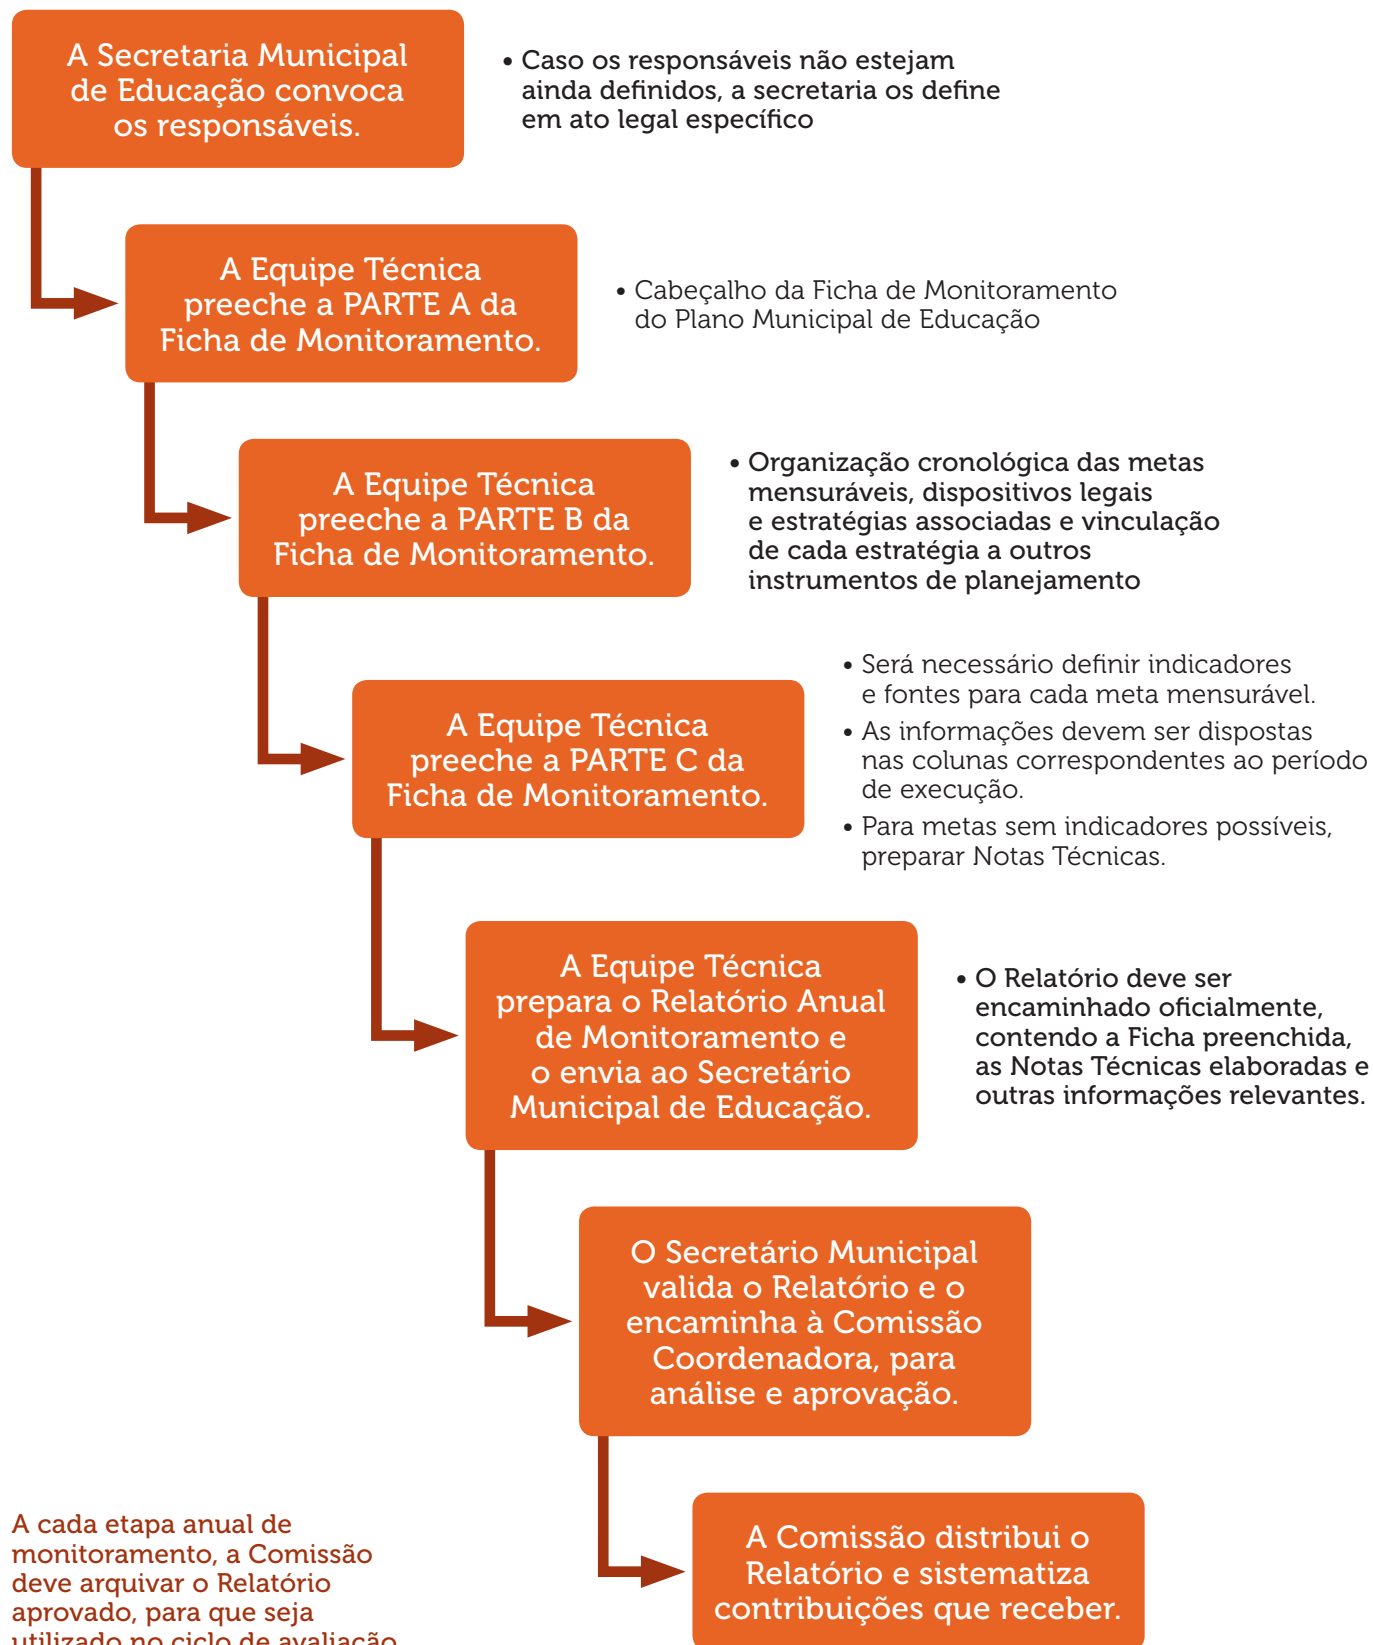 A Secretaria Municipal
de Educação convoca
os responsáveis.
• Caso os responsáveis não estejam
ainda definidos, a secretaria os define
em ato legal específico
A Equipe Técnica
preeche a PARTE A da
Ficha de Monitoramento.
• Cabeçalho da Ficha de Monitoramento
do Plano Municipal de Educação
A Equipe Técnica
preeche a PARTE B da
Ficha de Monitoramento.
• Organização cronológica das metas
mensuráveis, dispositivos legais
e estratégias associadas e vinculação
de cada estratégia a outros
instrumentos de planejamento
A Equipe Técnica
preeche a PARTE C da
Ficha de Monitoramento.
• Será necessário definir indicadores
e fontes para cada meta mensurável.
• As informações devem ser dispostas
nas colunas correspondentes ao período
de execução.
• Para metas sem indicadores possíveis,
preparar Notas Técnicas.
A Equipe Técnica
prepara o Relatório Anual
de Monitoramento e
o envia ao Secretário
Municipal de Educação.
• O Relatório deve ser
encaminhado oficialmente,
contendo a Ficha preenchida,
as Notas Técnicas elaboradas e
outras informações relevantes.
O Secretário Municipal
valida o Relatório e o
encaminha à Comissão
Coordenadora, para
análise e aprovação.
A Comissão distribui o
Relatório e sistematiza
contribuições que receber.
A cada etapa anual de
monitoramento, a Comissão
deve arquivar o Relatório
aprovado, para que seja
utilizado no ciclo de avaliação